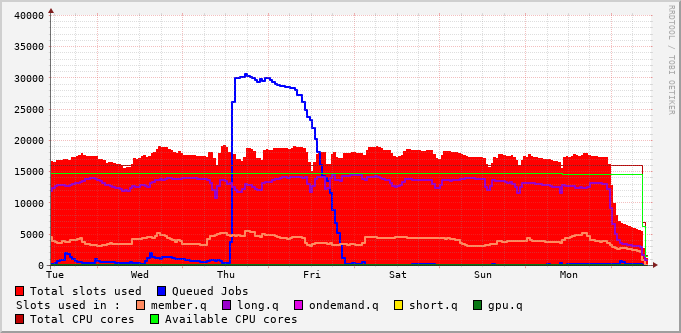 RRDTOOL / TOBI OETIKER
40000
35000
30000
25000
20000
15000
10000
5000
0
Tue Wed Thu Fri Sat Sun Mon
Total slots used Queued Jobs
Slots used in : member.q long.q ondemand.q short.q gpu.q
Total CPU cores Available CPU cores